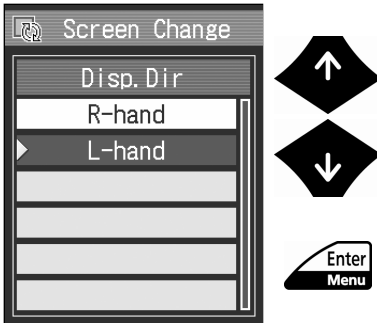 Screen Change
Disp.Dir
R-hand
L-hand
Enter
Menu